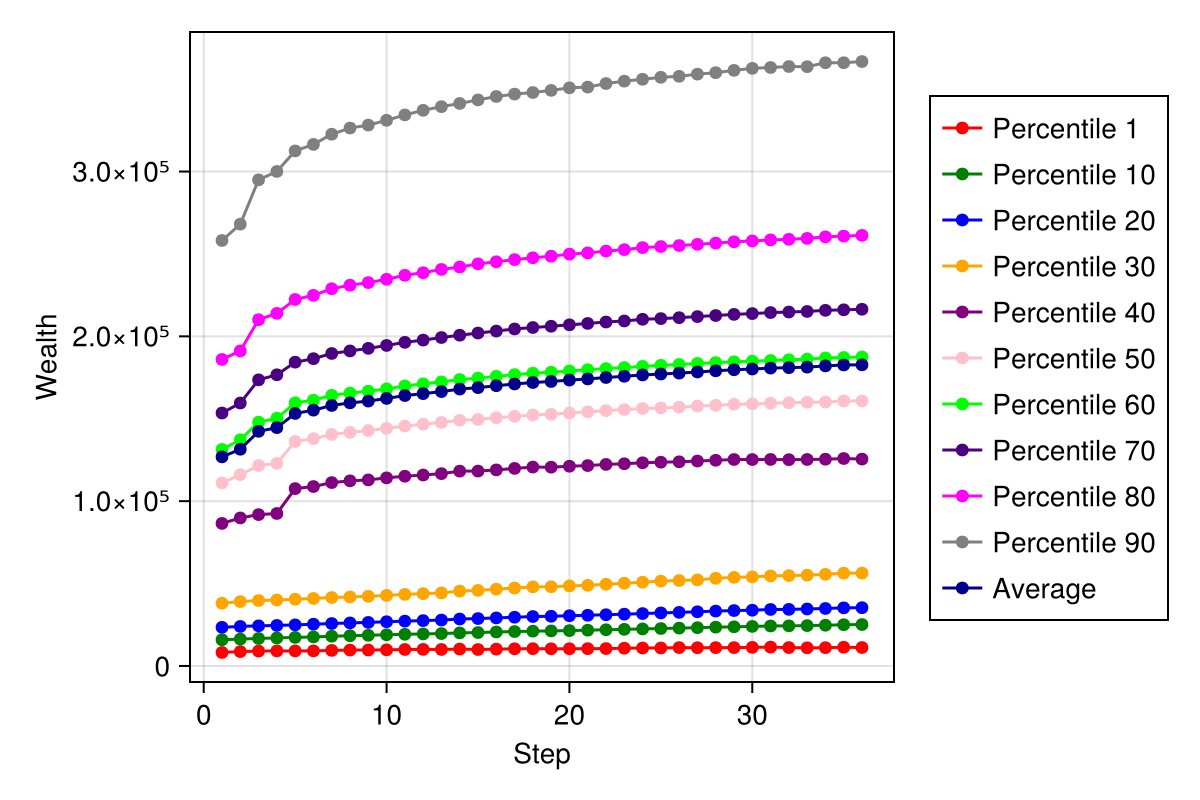 Wealth
3.0×10⁵
2.0×10⁵
1.0×10⁵
0
0 10 20 30
Step
Percentile 1
Percentile 10
Percentile 20
Percentile 30
Percentile 40
Percentile 50
Percentile 60
Percentile 70
Percentile 80
Percentile 90
Average